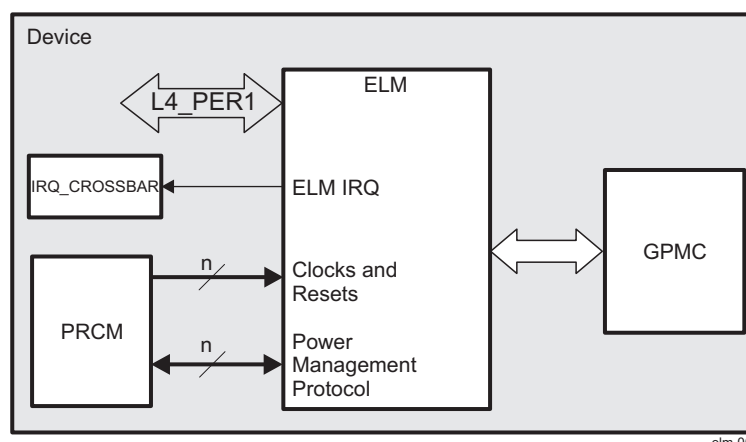 Device
ELM
L4_PER1
IRQ_CROSSBAR
ELM IRQ
GPMC
n
Clocks and
Resets
PRCM
n
Power
Management
Protocol